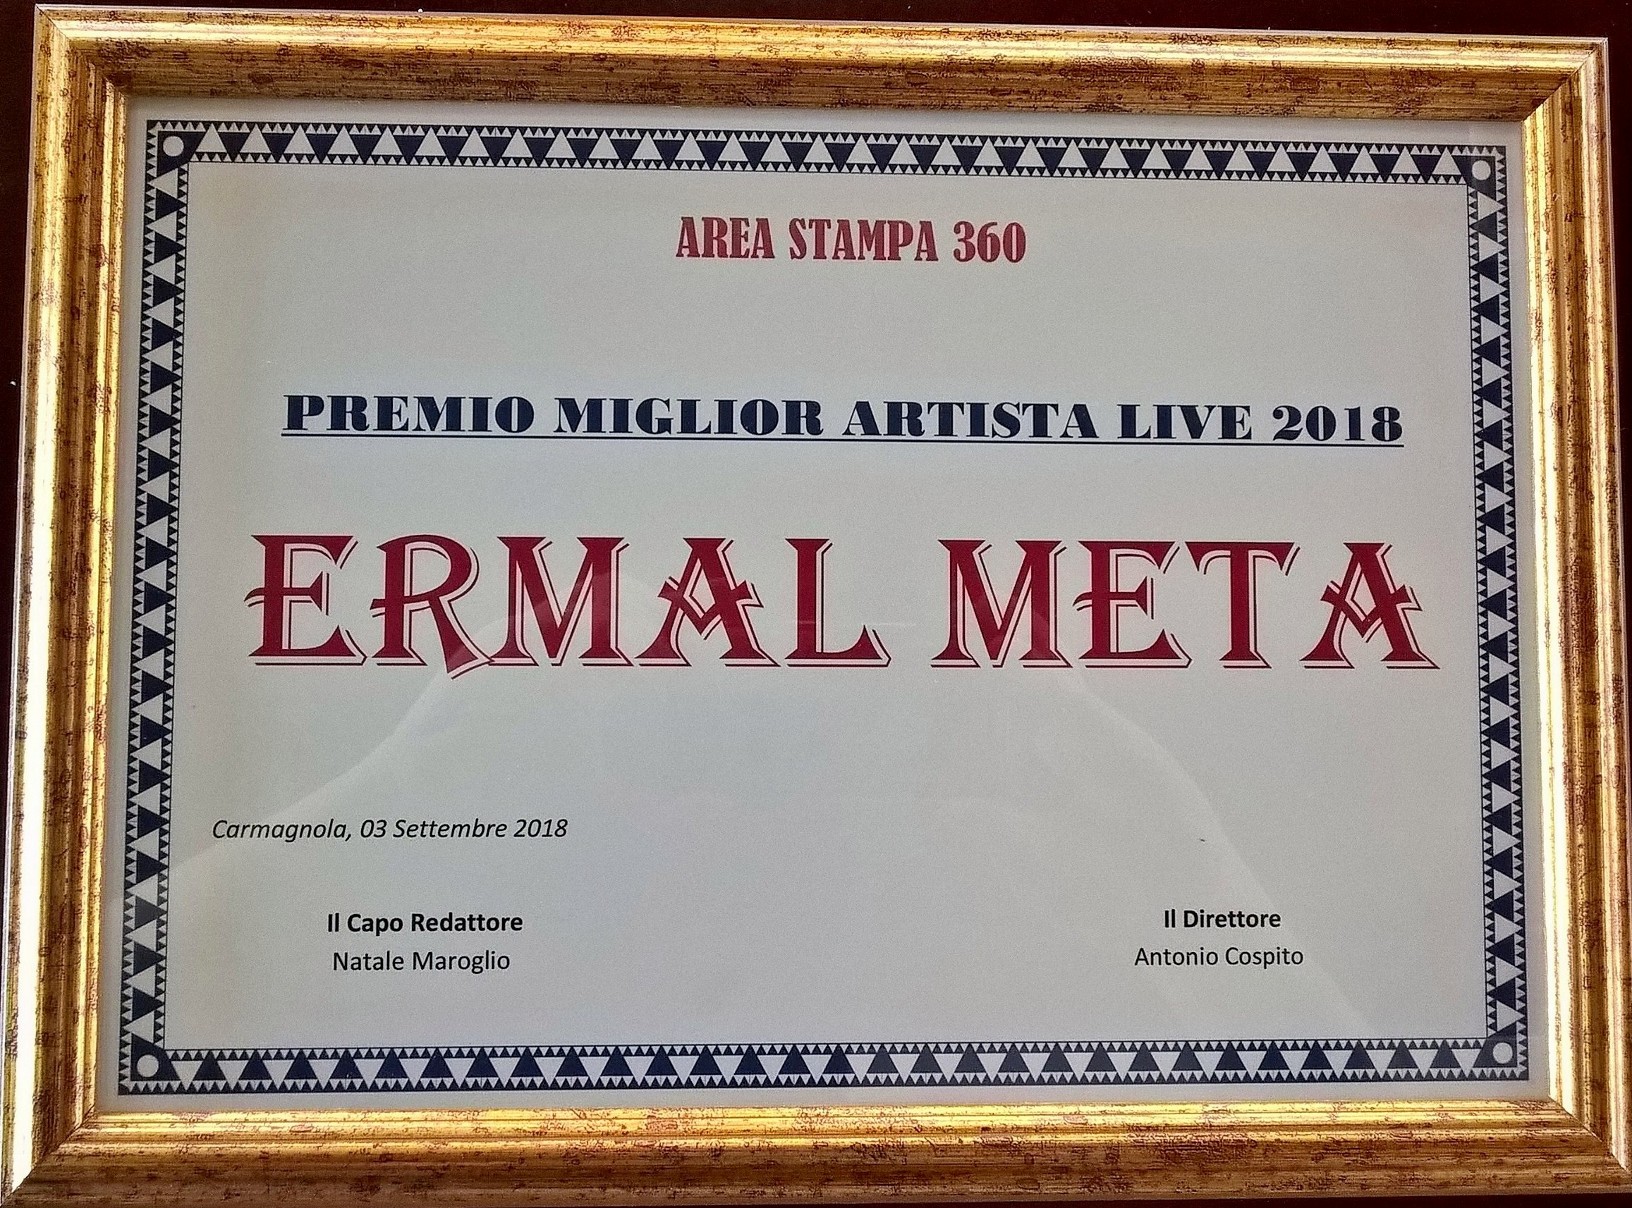 AREA STAMPA 360
PREMIO MIGLIOR ARTISTA LIVE 2018
ERMAL META
Carmagnola, 03 Settembre 2018
Il Capo Redattore
Natale Maroglio
Il Direttore
Antonio Cospito